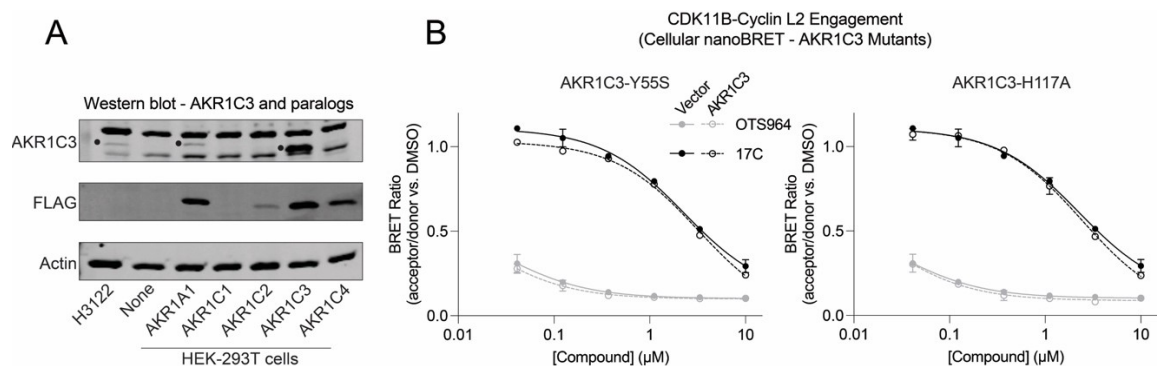 A
Western blot - AKR1C3 and paralogs
AKR1C3
FLAG
Actin
H3122
None
AKR1A1
AKR1C1
AKR1C2
AKR1C3
AKR1C4
HEK-293T cells
B
CDK11B-Cyclin L2 Engagement
(Cellular nanoBRET - AKR1C3 Mutants)
AKR1C3-Y55S
Vector
AKR1C3
OTS964
17C
BRET Ratio
(acceptor/donor vs. DMSO)
1.0
0.5
0.0
0.01
0.1
1
10
[Compound] (µM)
AKR1C3-H117A
BRET Ratio
(acceptor/donor vs. DMSO)
1.0
0.5
0.0
0.01
0.1
1
10
[Compound] (µM)